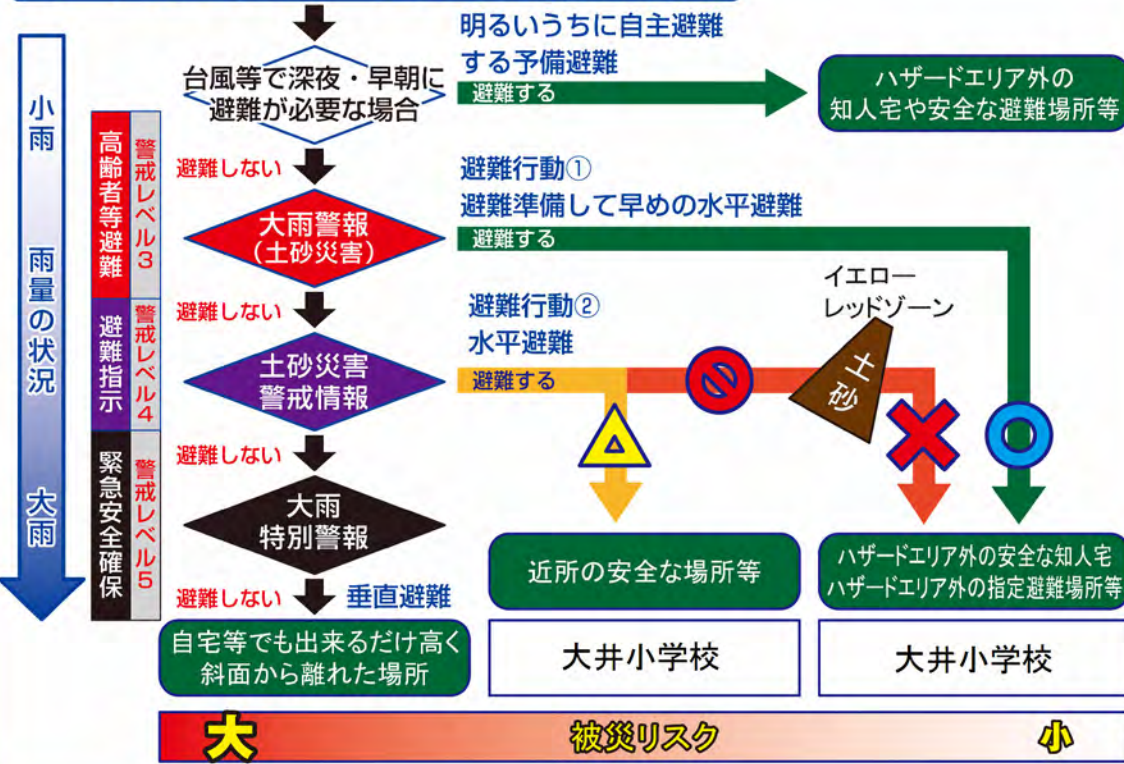 明るいうちに自主避難
する予備避難
台風等で深夜・早朝に
避難が必要な場合
避難する
ハザードエリア外の
知人宅や安全な避難場所等
小雨 雨量の状況 大雨
高齢者等避難
警戒レベル3
避難しない
避難行動①
避難準備して早めの水平避難
大雨警報
(土砂災害)
避難する
イエロー
レッドゾーン
避難指示
警戒レベル4
避難しない
避難行動②
水平避難
土砂災害
警戒情報
避難する
土砂
緊急安全確保
警戒レベル5
避難しない
大雨
特別警報
近所の安全な場所等
ハザードエリア外の安全な知人宅
ハザードエリア外の指定避難場所等
避難しない
垂直避難
自宅等でも出来るだけ高く
斜面から離れた場所
大井小学校
大井小学校
大 被災リスク 小